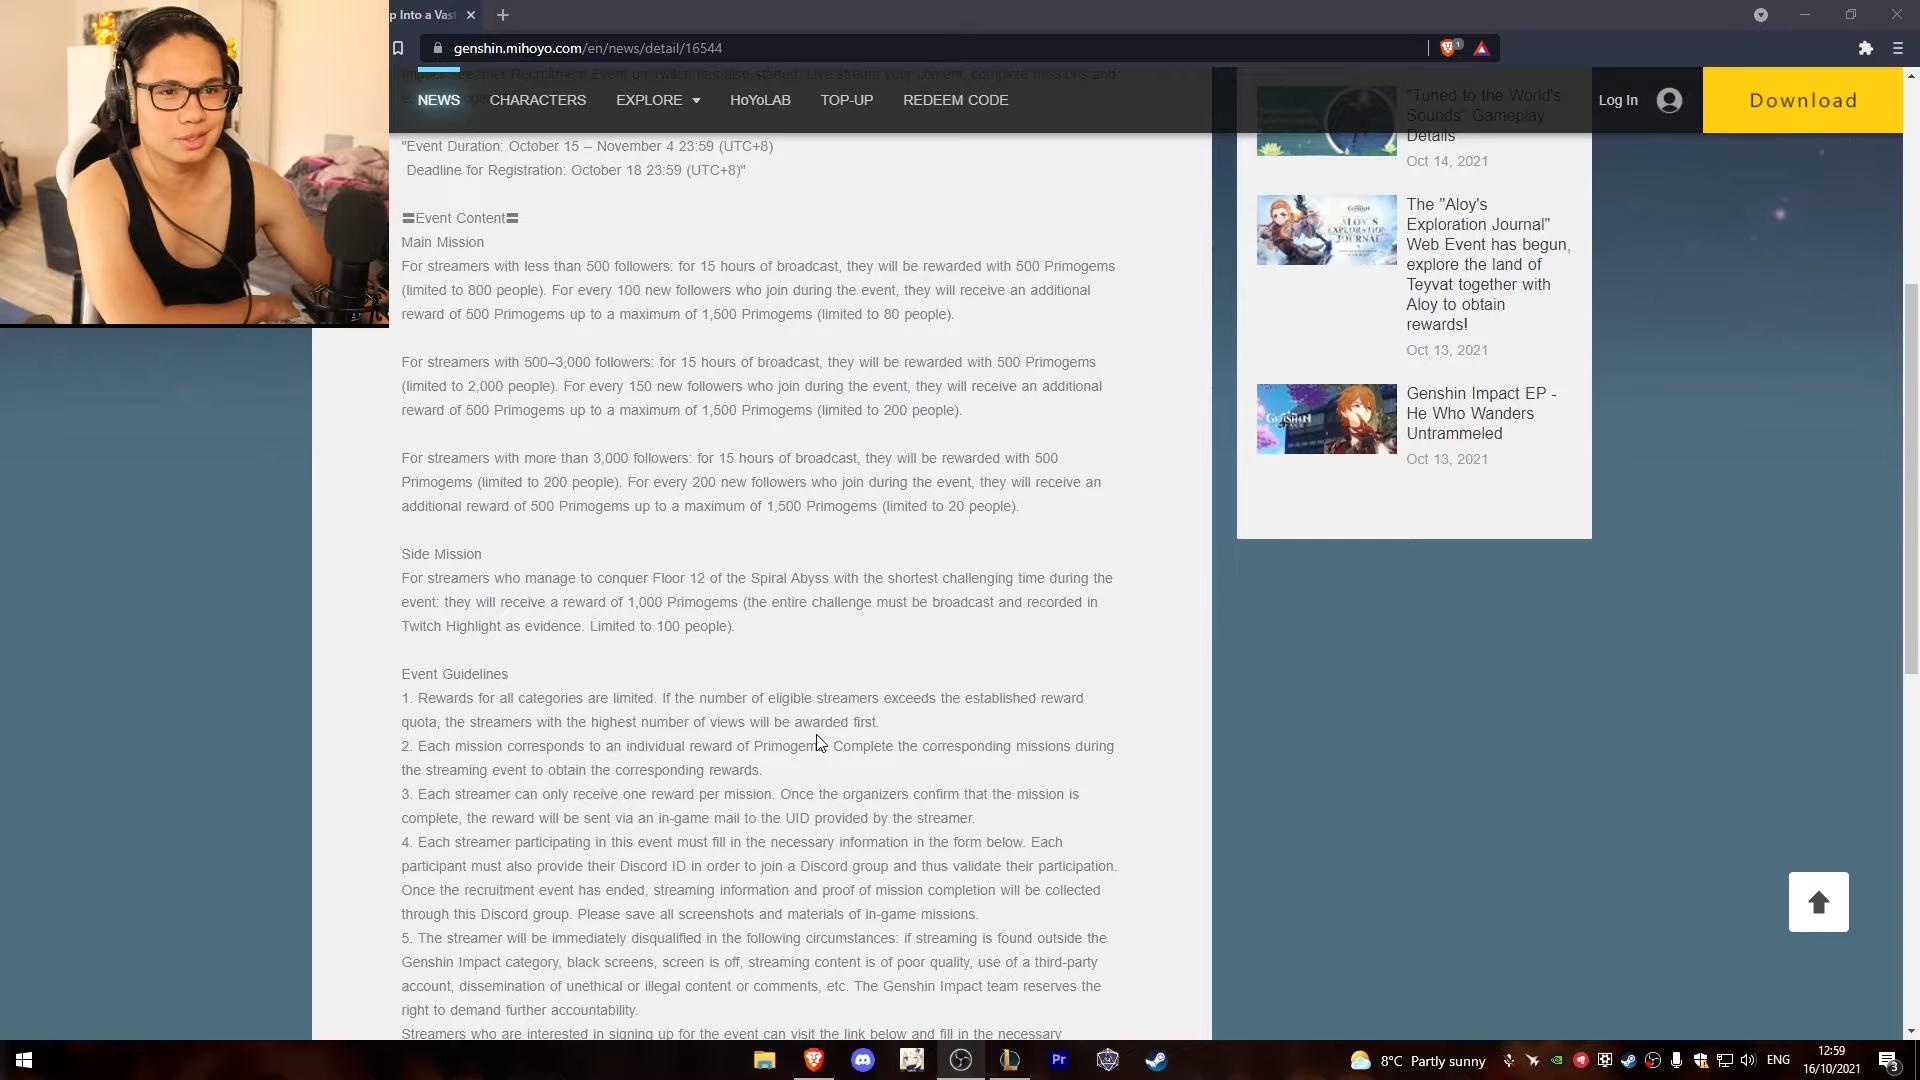 p Into a Vas
genshin.mihoyo.com/en/news/detail/16544
1
Impact Streamer Recruitment Event on Twitch has also started. Live stream your content, complete missions and
NEWS
CHARACTERS
EXPLORE
HoYoLAB
TOP-UP
REDEEM CODE
Log In
Download
"Event Duration: October 15 – November 4 23:59 (UTC+8)
Deadline for Registration: October 18 23:59 (UTC+8)"
〓Event Content〓
Main Mission
For streamers with less than 500 followers: for 15 hours of broadcast, they will be rewarded with 500 Primogems
(limited to 800 people). For every 100 new followers who join during the event, they will receive an additional
reward of 500 Primogems up to a maximum of 1,500 Primogems (limited to 80 people).
For streamers with 500–3,000 followers: for 15 hours of broadcast, they will be rewarded with 500 Primogems
(limited to 2,000 people). For every 150 new followers who join during the event, they will receive an additional
reward of 500 Primogems up to a maximum of 1,500 Primogems (limited to 200 people).
For streamers with more than 3,000 followers: for 15 hours of broadcast, they will be rewarded with 500
Primogems (limited to 200 people). For every 200 new followers who join during the event, they will receive an
additional reward of 500 Primogems up to a maximum of 1,500 Primogems (limited to 20 people).
Side Mission
For streamers who manage to conquer Floor 12 of the Spiral Abyss with the shortest challenging time during the
event: they will receive a reward of 1,000 Primogems (the entire challenge must be broadcast and recorded in
Twitch Highlight as evidence. Limited to 100 people).
Event Guidelines
1. Rewards for all categories are limited. If the number of eligible streamers exceeds the established reward
quota, the streamers with the highest number of views will be awarded first.
2. Each mission corresponds to an individual reward of Primogem Complete the corresponding missions during
the streaming event to obtain the corresponding rewards.
3. Each streamer can only receive one reward per mission. Once the organizers confirm that the mission is
complete, the reward will be sent via an in-game mail to the UID provided by the streamer.
4. Each streamer participating in this event must fill in the necessary information in the form below. Each
participant must also provide their Discord ID in order to join a Discord group and thus validate their participation.
Once the recruitment event has ended, streaming information and proof of mission completion will be collected
through this Discord group. Please save all screenshots and materials of in-game missions.
5. The streamer will be immediately disqualified in the following circumstances: if streaming is found outside the
Genshin Impact category, black screens, screen is off, streaming content is of poor quality, use of a third-party
account, dissemination of unethical or illegal content or comments, etc. The Genshin Impact team reserves the
right to demand further accountability.
Streamers who are interested in signing up for the event can visit the link below and fill in the necessary
"Tuned to the World's
Sounds" Gameplay
Details
Oct 14, 2021
ALOY'S
EXPLORATION
JOURNAL
The "Aloy's
Exploration Journal"
Web Event has begun,
explore the land of
Teyvat together with
Aloy to obtain
rewards!
Oct 13, 2021
GENSHIN
Genshin Impact EP -
He Who Wanders
Untrammeled
Oct 13, 2021
Pr
8°C Partly sunny
ENG
12:59
16/10/2021
3